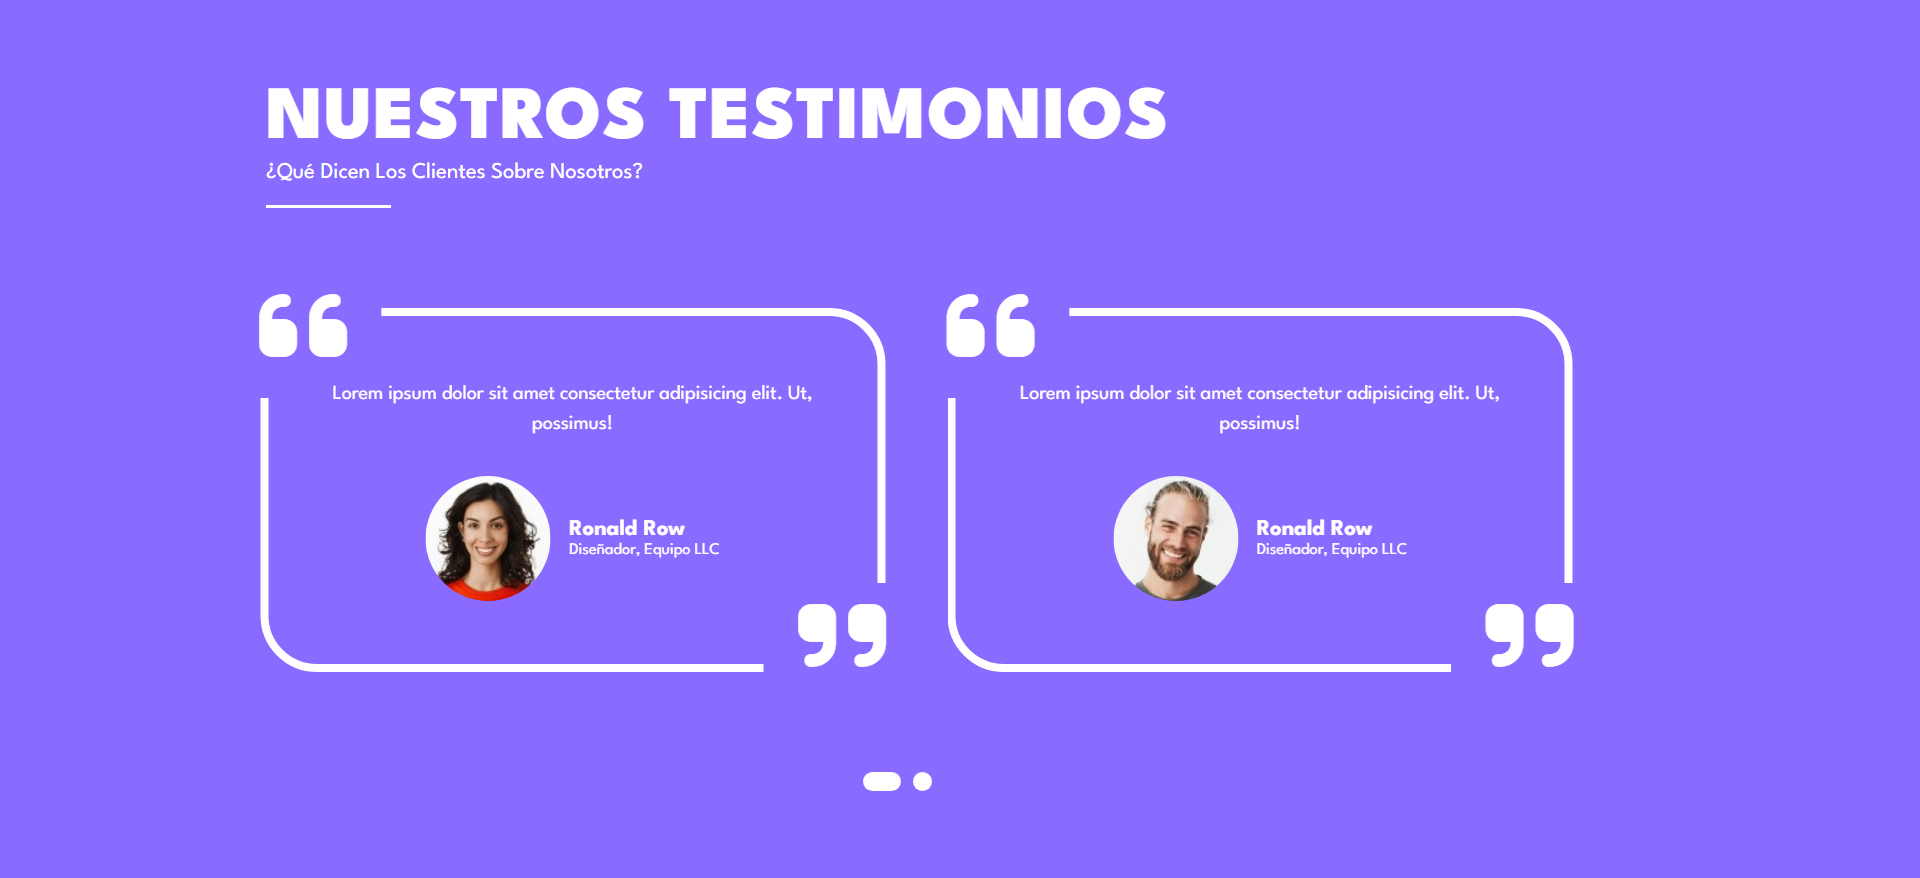 NUESTROS TESTIMONIOS
¿Qué Dicen Los Clientes Sobre Nosotros?
Lorem ipsum dolor sit amet consectetur adipisicing elit. Ut,
possimus!
Ronald Row
Diseñador, Equipo LLC
Lorem ipsum dolor sit amet consectetur adipisicing elit. Ut,
possimus!
Ronald Row
Diseñador, Equipo LLC